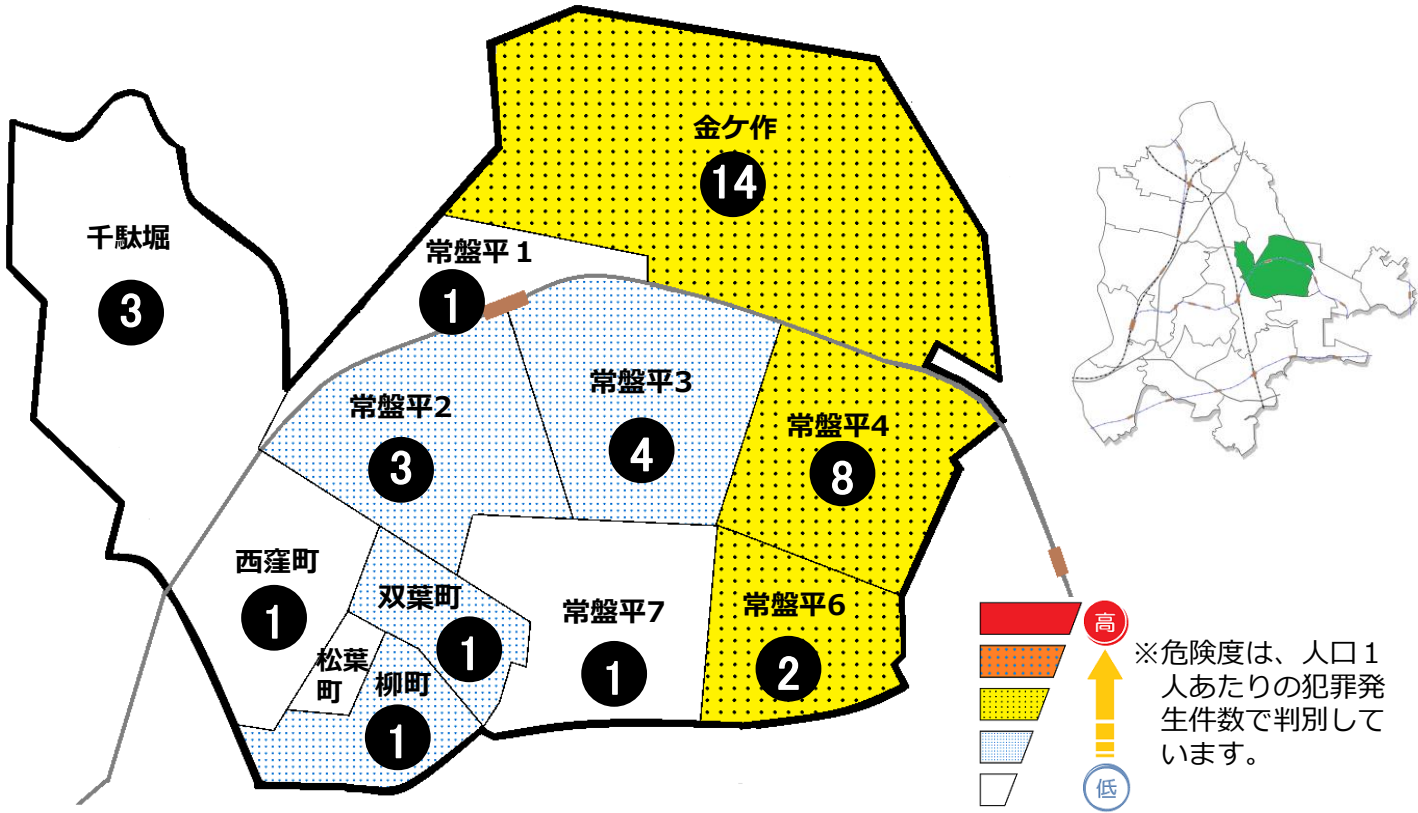 金ケ作
14
千駄堀
3
常盤平１
1
常盤平2
3
常盤平3
4
常盤平4
8
西窪町
1
双葉町
1
常盤平7
1
常盤平6
2
松葉
町
柳町
1
高
低
※危険度は、人口１
人あたりの犯罪発
生件数で判別して
います。